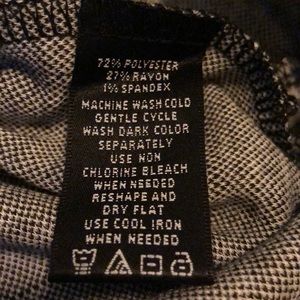 72% POLYESTER
27% RAYON
1% SPANDEX
MACHINE WASH COLD
GENTLE CYCLE
WASH DARK COLOR
SEPARATELY
USE NON
CHLORINE BLEACH
WHEN NEEDED
RESHAPE AND
DRY FLAT
USE COOL IRON
WHEN NEEDED